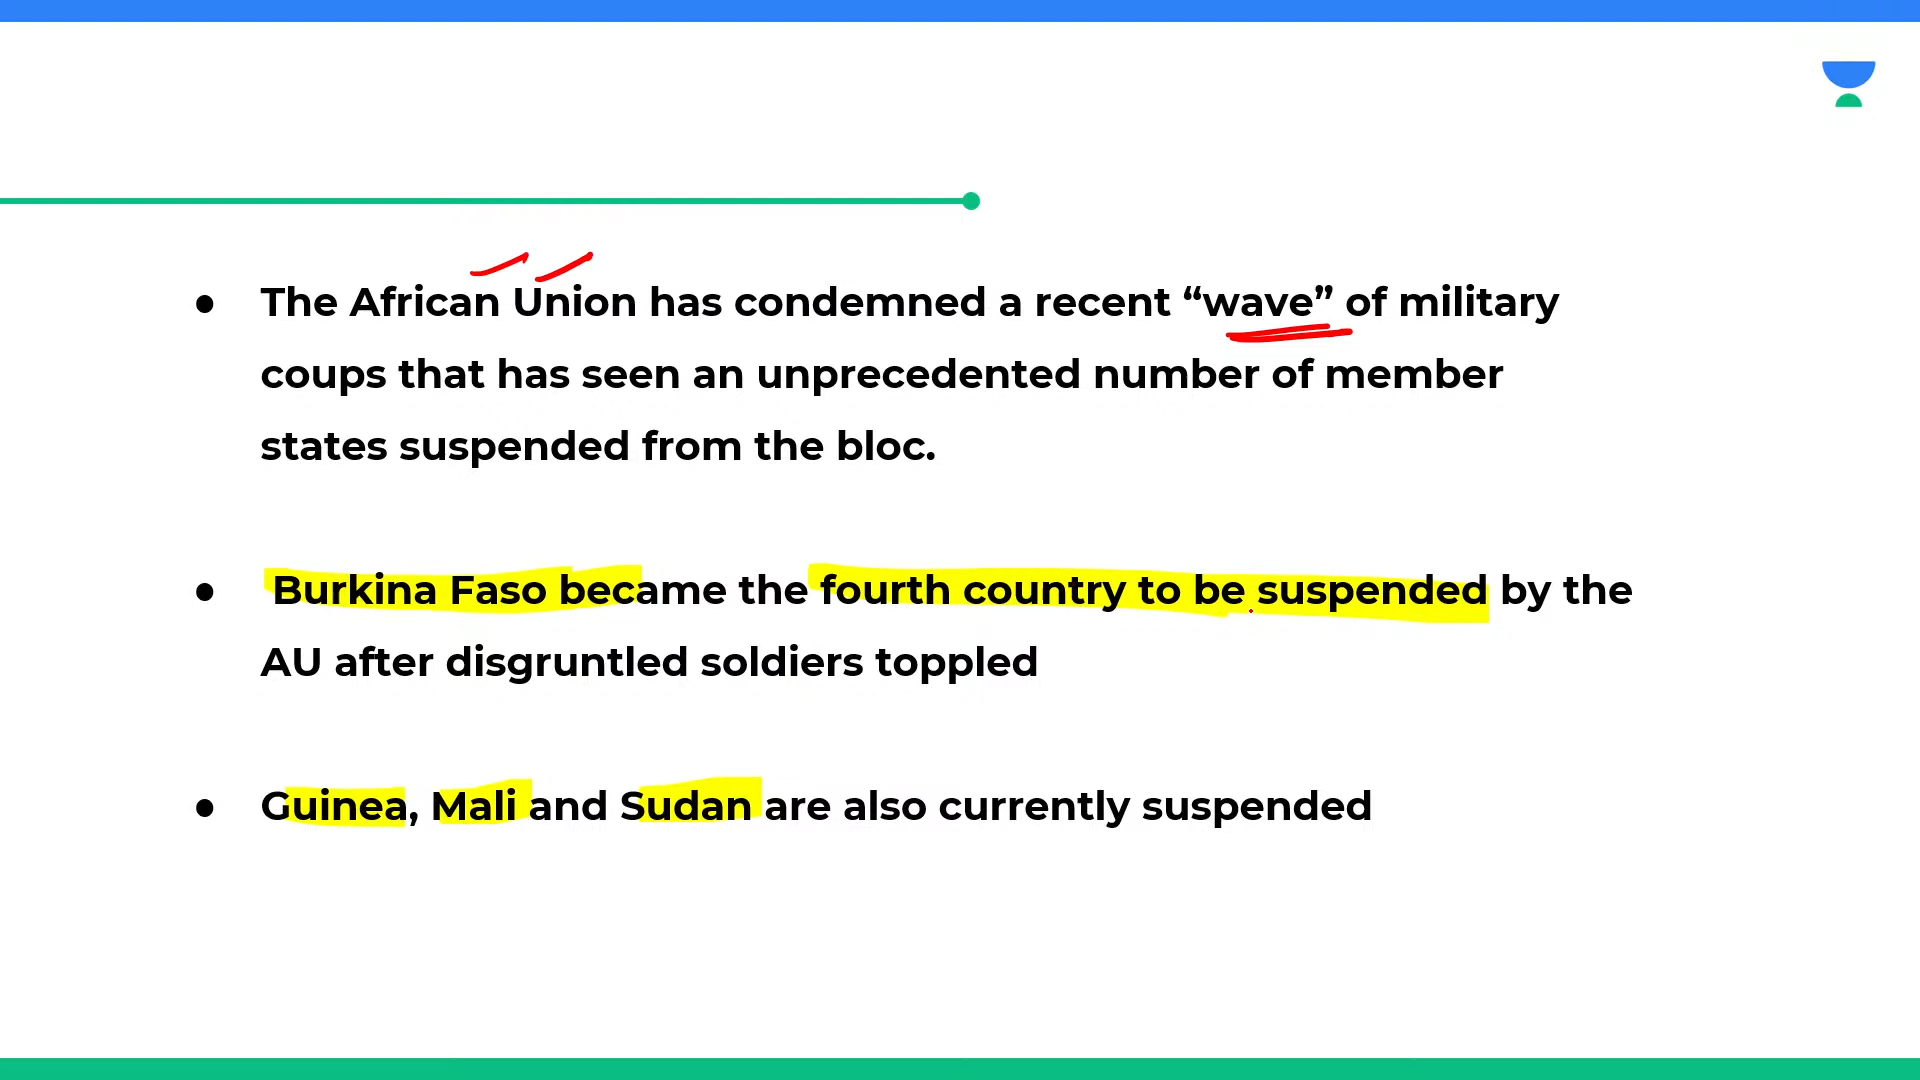 ● The African Union has condemned a recent “wave” of military
coups that has seen an unprecedented number of member
states suspended from the bloc.
● Burkina Faso became the fourth country to be suspended by the
AU after disgruntled soldiers toppled
● Guinea, Mali and Sudan are also currently suspended